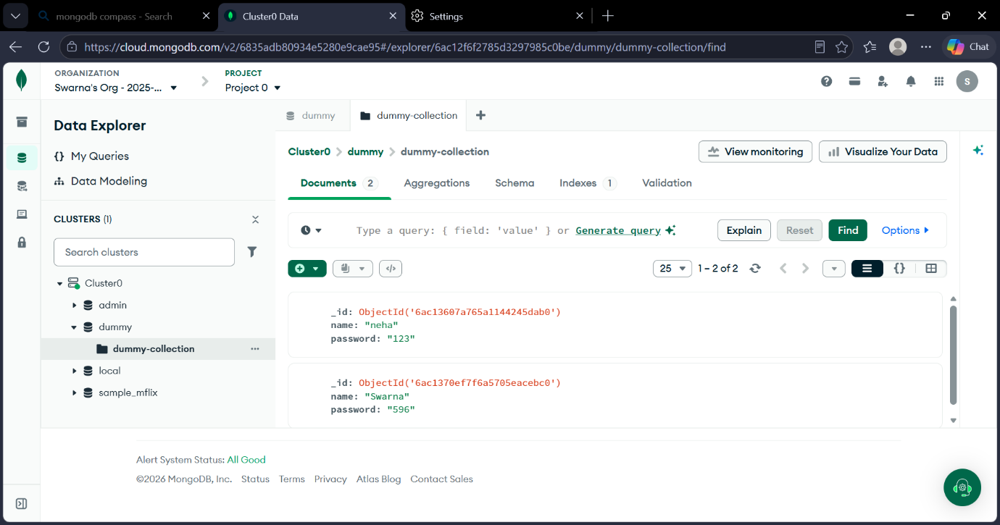 mongodb compass - Search
Cluster0 Data
Settings
https://cloud.mongodb.com/v2/6835adb80934e5280e9cae95#/explorer/6ac12f6f2785d3297985c0be/dummy/dummy-collection/find
Chat
ORGANIZATION
Swarna's Org - 2025-...
PROJECT
Project 0
S
Data Explorer
My Queries
Data Modeling
CLUSTERS (1)
Search clusters
Cluster0
admin
dummy
dummy-collection
local
sample_mflix
dummy
dummy-collection
Cluster0 > dummy > dummy-collection
View monitoring
Visualize Your Data
Documents 2
Aggregations
Schema
Indexes 1
Validation
Type a query: { field: 'value' } or Generate query
Explain
Reset
Find
Options
25
1 – 2 of 2
_id: ObjectId('6ac13607a765a1144245dab0')
name: "neha"
password: "123"
_id: ObjectId('6ac1370ef7f6a5705eacebc0')
name: "Swarna"
password: "596"
Alert System Status: All Good
©2026 MongoDB, Inc. Status Terms Privacy Atlas Blog Contact Sales